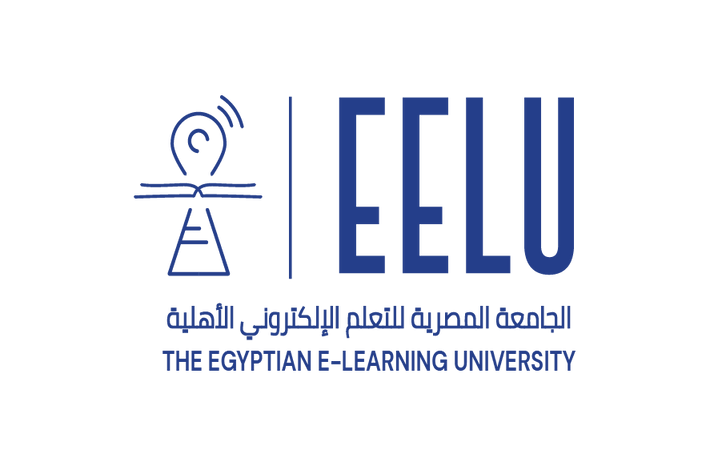 EELU
الجامعة المصرية للتعلم الإلكتروني الأهلية
THE EGYPTIAN E-LEARNING UNIVERSITY